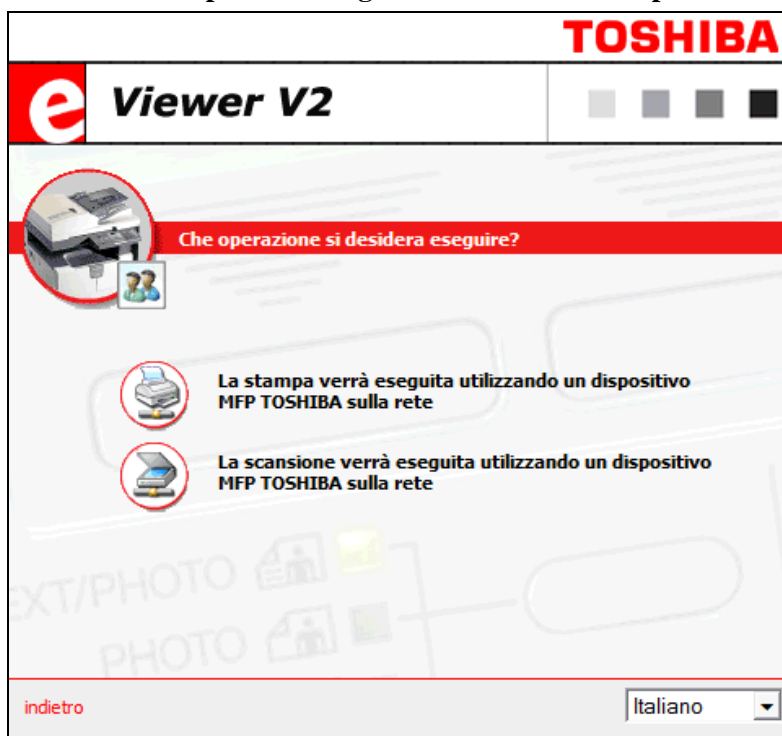 TOSHIBA
e Viewer V2
Che operazione si desidera eseguire?
La stampa verrà eseguita utilizzando un dispositivo
MFP TOSHIBA sulla rete
La scansione verrà eseguita utilizzando un dispositivo
MFP TOSHIBA sulla rete
EXT/PHOTO
PHOTO
indietro
Italiano